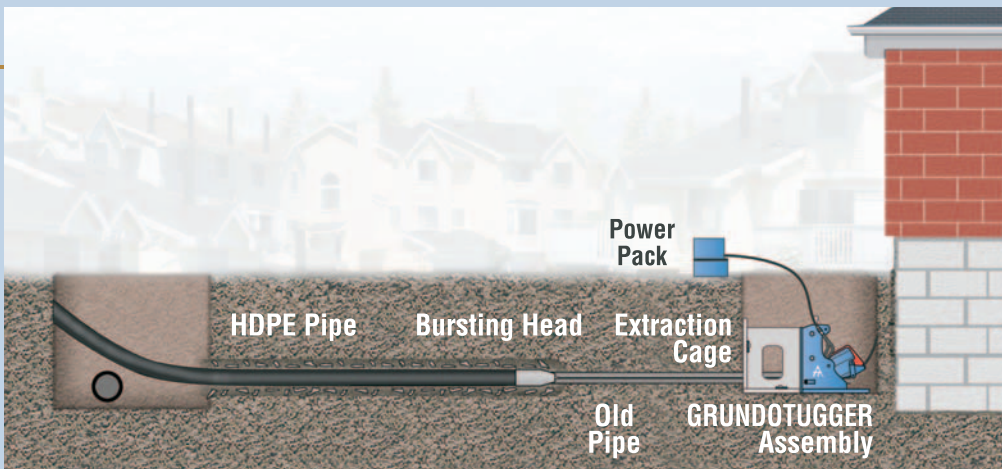 Power
Pack
HDPE Pipe
Bursting Head
Extraction
Cage
Old
Pipe
GRUNDOTUGGER
Assembly